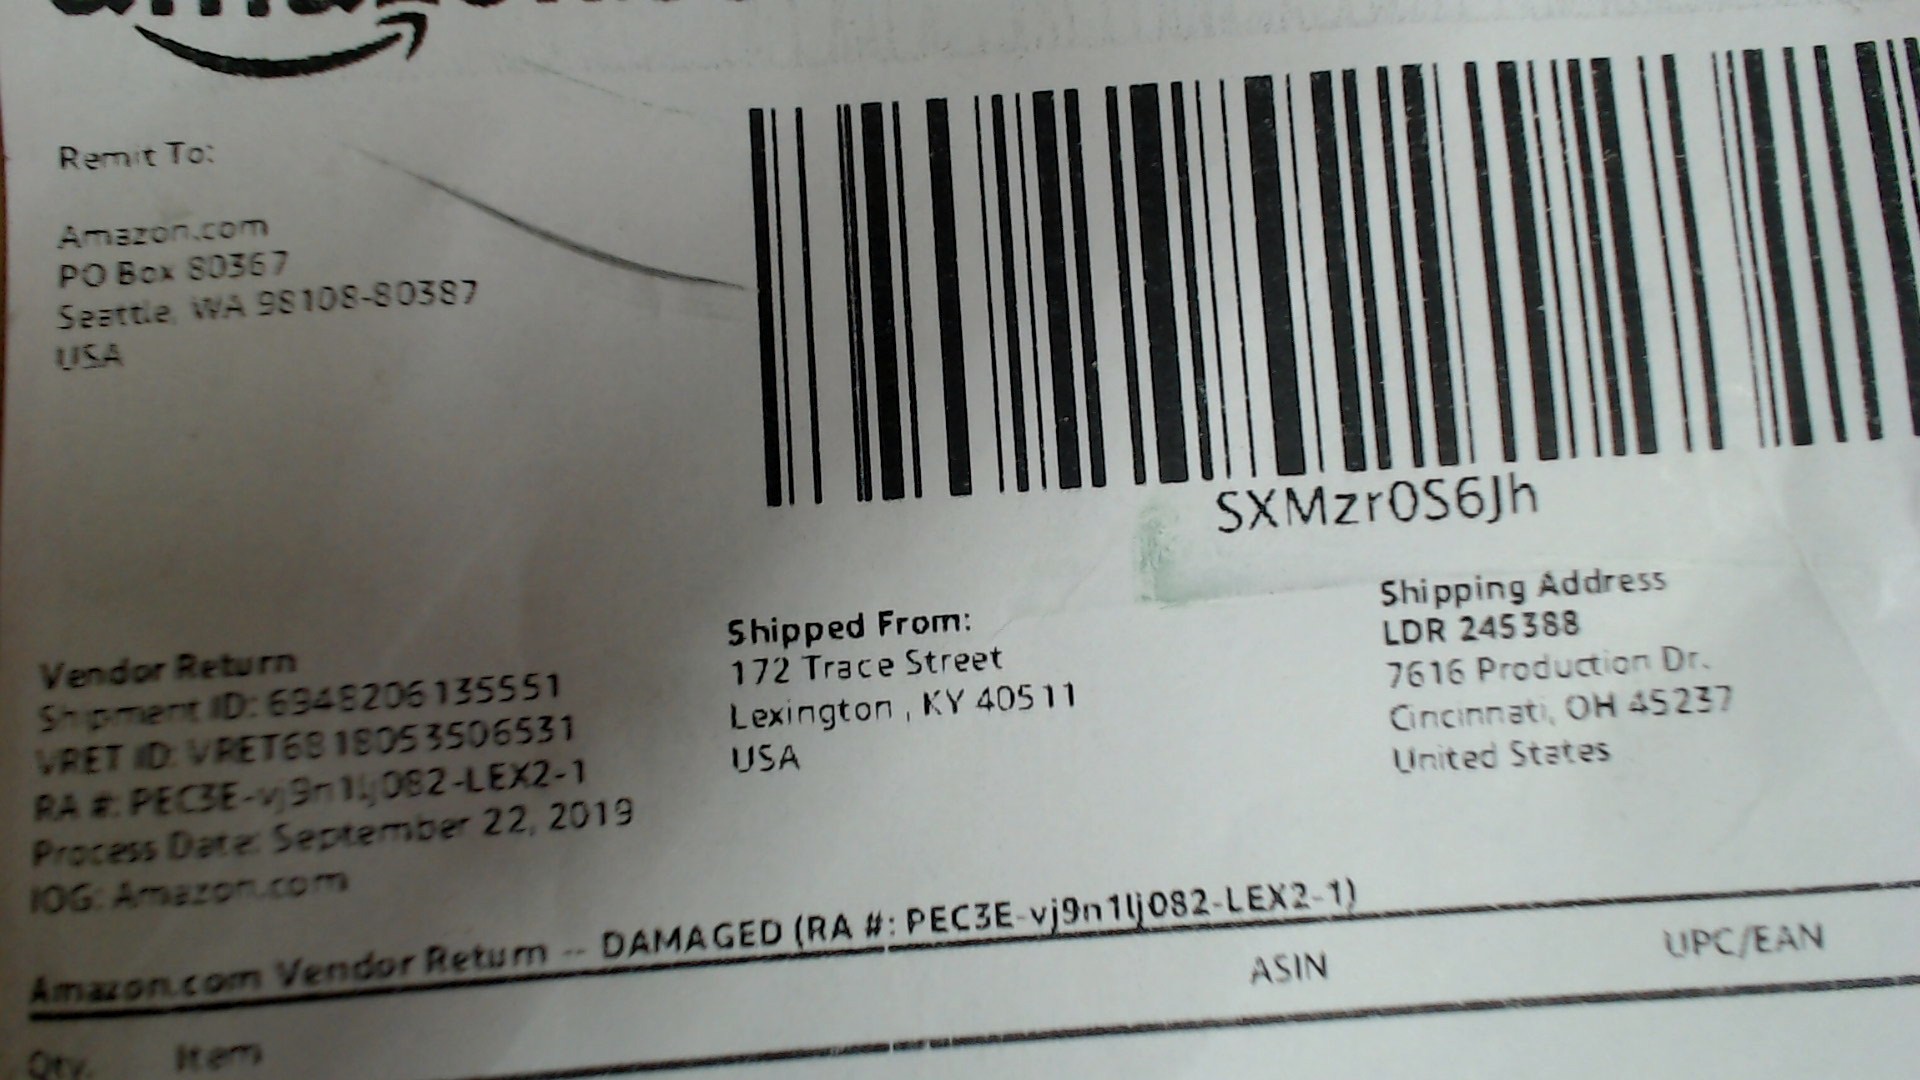 Remit To:
Amazon.com
PO Box 80367
Seattle, WA 98108-80387
USA
SXMzr0S6Jh
Vendor Return
Shipment ID: 6948206135551
VRET ID: VRET6818053506531
RA #: PEC3E-vj9n1lj082-LEX2-1
Process Date: September 22, 2019
IOG: Amazon.com
Shipped From:
172 Trace Street
Lexington , KY 40511
USA
Shipping Address
LDR 245388
7616 Production Dr.
Cincinnati, OH 45237
United States
Amazon.com Vendor Return -- DAMAGED (RA #: PEC3E-vj9n1lj082-LEX2-1)
Qty. Item ASIN UPC/EAN